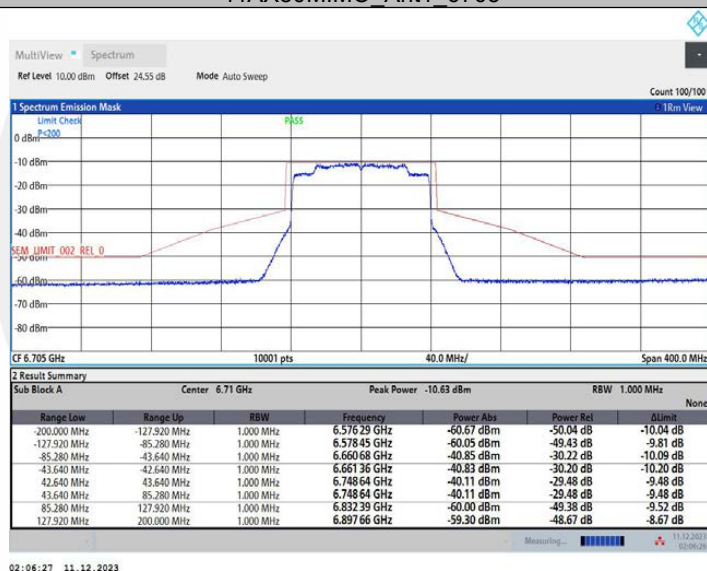 MultiView Spectrum
Ref Level 10.00 dBm Offset 24.55 dB Mode Auto Sweep
Count 100/100
1 Spectrum Emission Mask 1Rm View
Limit Check PASS
P<200
0 dBm
-10 dBm
-20 dBm
-30 dBm
-40 dBm
SEM_LIMIT_002_REL_0
-50 dBm
-60 dBm
-70 dBm
-80 dBm
CF 6.705 GHz 10001 pts 40.0 MHz/ Span 400.0 MHz
2 Result Summary
Sub Block A Center 6.71 GHz Peak Power -10.63 dBm RBW 1.000 MHz
None
Range Low Range Up RBW Frequency Power Abs Power Rel ΔLimit
-200.000 MHz -127.920 MHz 1.000 MHz 6.576 29 GHz -60.67 dBm -50.04 dB -10.04 dB
-127.920 MHz -85.280 MHz 1.000 MHz 6.578 45 GHz -60.05 dBm -49.43 dB -9.81 dB
-85.280 MHz -43.640 MHz 1.000 MHz 6.660 68 GHz -40.85 dBm -30.22 dB -10.09 dB
-43.640 MHz -42.640 MHz 1.000 MHz 6.661 36 GHz -40.83 dBm -30.20 dB -10.20 dB
42.640 MHz 43.640 MHz 1.000 MHz 6.748 64 GHz -40.11 dBm -29.48 dB -9.48 dB
43.640 MHz 85.280 MHz 1.000 MHz 6.748 64 GHz -40.11 dBm -29.48 dB -9.48 dB
85.280 MHz 127.920 MHz 1.000 MHz 6.832 39 GHz -60.00 dBm -49.38 dB -9.52 dB
127.920 MHz 200.000 MHz 1.000 MHz 6.897 66 GHz -59.30 dBm -48.67 dB -8.67 dB
Measuring... 11.12.2023
02:06:26
02:06:27 11.12.2023